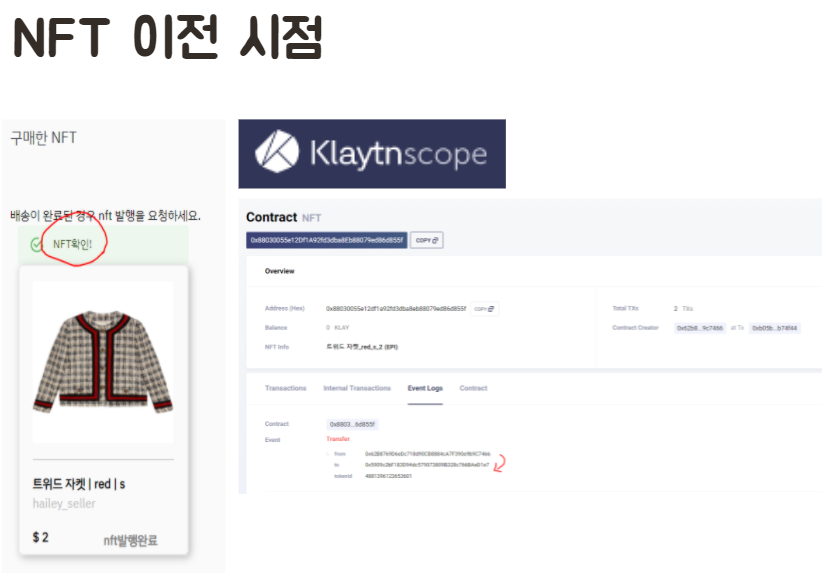 NFT 이전 시점
구매한 NFT
배송이 완료된 경우 nft 발행을 요청하세요.
NFT확인!
트위드 자켓 | red | s
hailey_seller
$ 2
nft발행완료
Klaytnscope
Contract NFT
0x88030055e12Df1A92fd3dba8Eb88079ed86d855f COPY
Overview
Address (Hex) 0x88030055e12df1a92fd3dba8eb88079ed86d855f COPY
Balance 0 KLAY
NFT Info 트위드 자켓_red_s_2 (EPI)
Total TXs 2 TXs
Contract Creator 0x62b8...9c7466 at Tx 0xb05b...b74f44
Transactions Internal Transactions Event Logs Contract
Contract 0x8803...6d855f
Event Transfer
from
to
tokenId